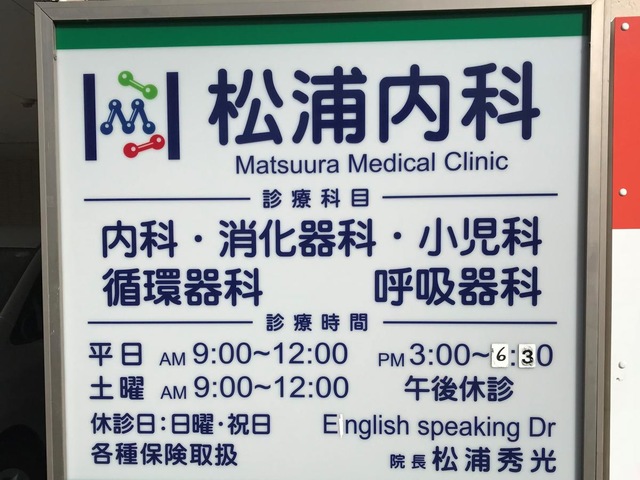 松浦内科
Matsuura Medical Clinic
診療科目
内科・消化器科・小児科
循環器科 呼吸器科
診療時間
平日 AM 9:00~12:00 PM 3:00~6:30
土曜 AM 9:00~12:00 午後休診
休診日:日曜・祝日 English speaking Dr
各種保険取扱 院長 松浦秀光